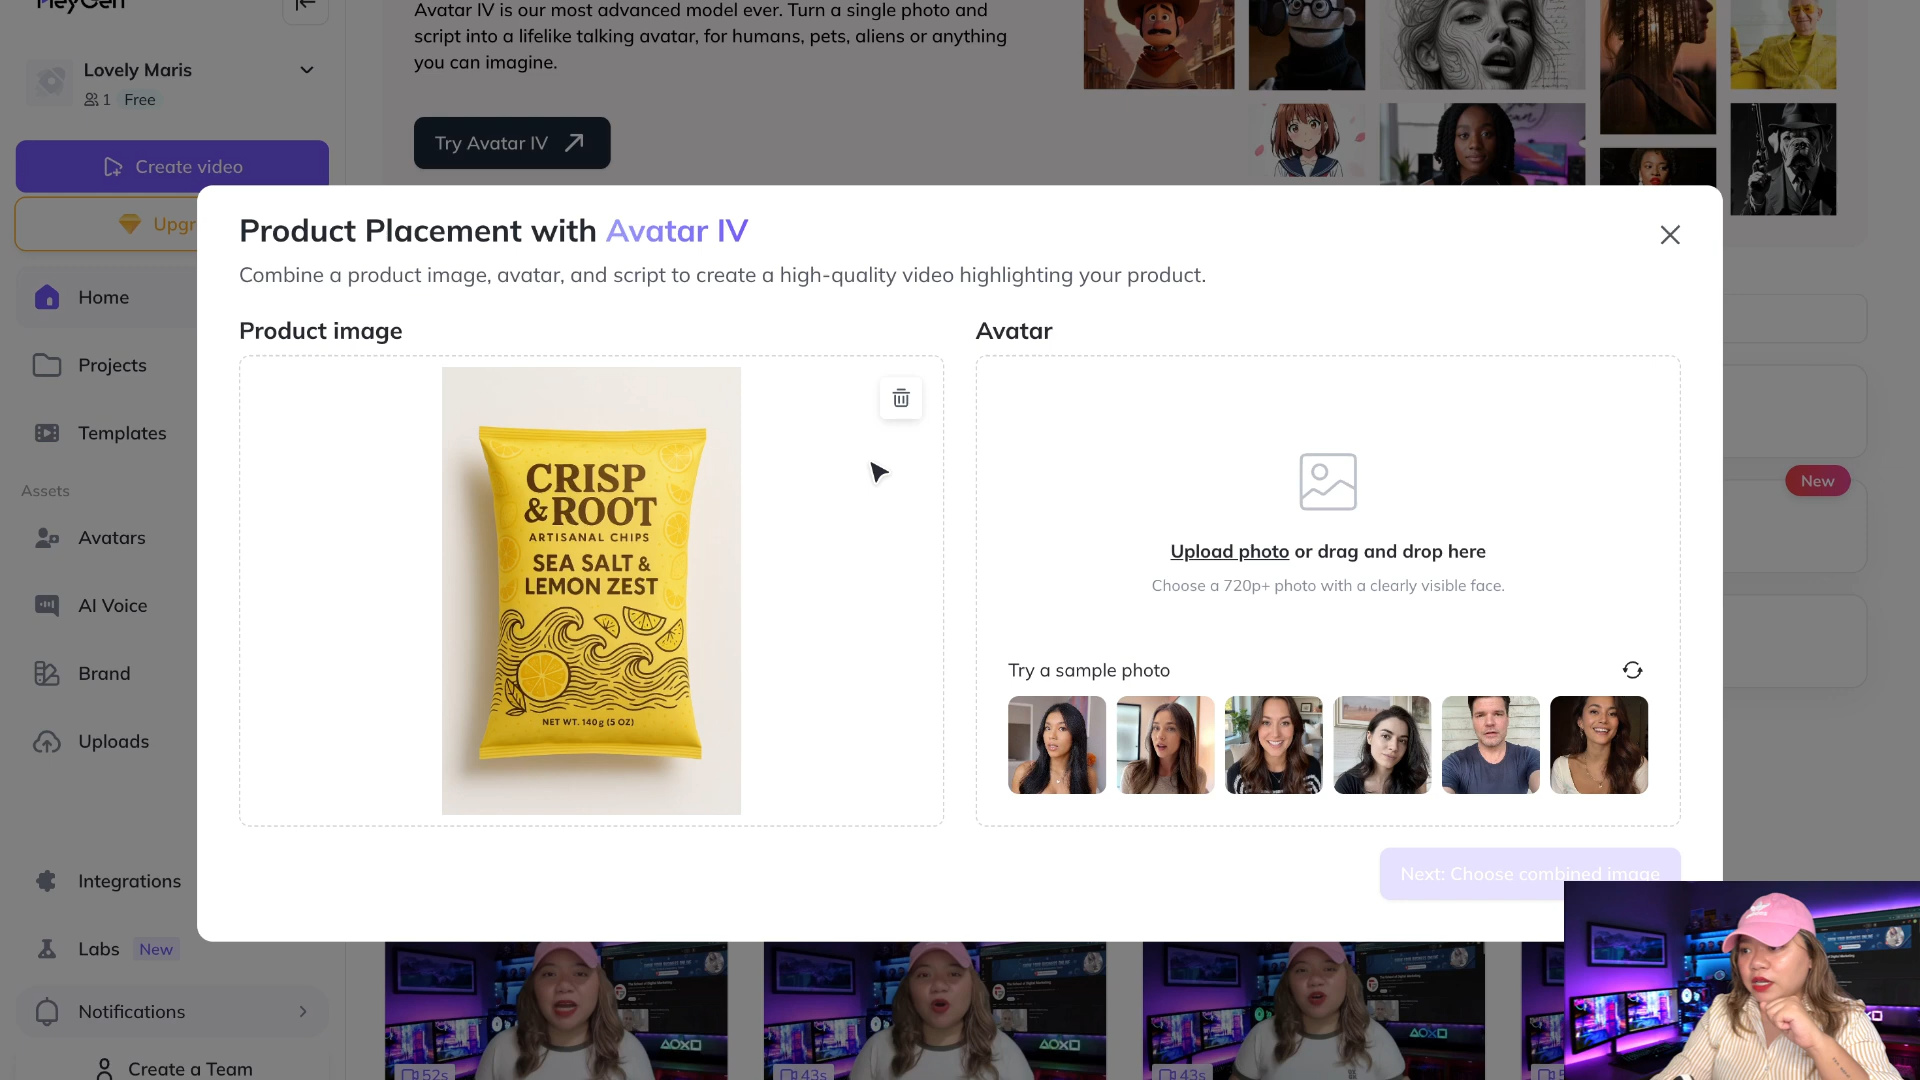 HeyGen
Avatar IV is our most advanced model ever. Turn a single photo and
script into a lifelike talking avatar, for humans, pets, aliens or anything
you can imagine.
Try Avatar IV
Lovely Maris
1 Free
Create video
Upgr
Home
Projects
Templates
Assets
Avatars
AI Voice
Brand
Uploads
Integrations
Labs New
Notifications
Create a Team
New
Product Placement with Avatar IV
Combine a product image, avatar, and script to create a high-quality video highlighting your product.
Product image
CRISP
&ROOT
ARTISANAL CHIPS
SEA SALT &
LEMON ZEST
NET WT. 140g (5 OZ)
Avatar
Upload photo or drag and drop here
Choose a 720p+ photo with a clearly visible face.
Try a sample photo
Next: Choose combined image
52s
43s
43s